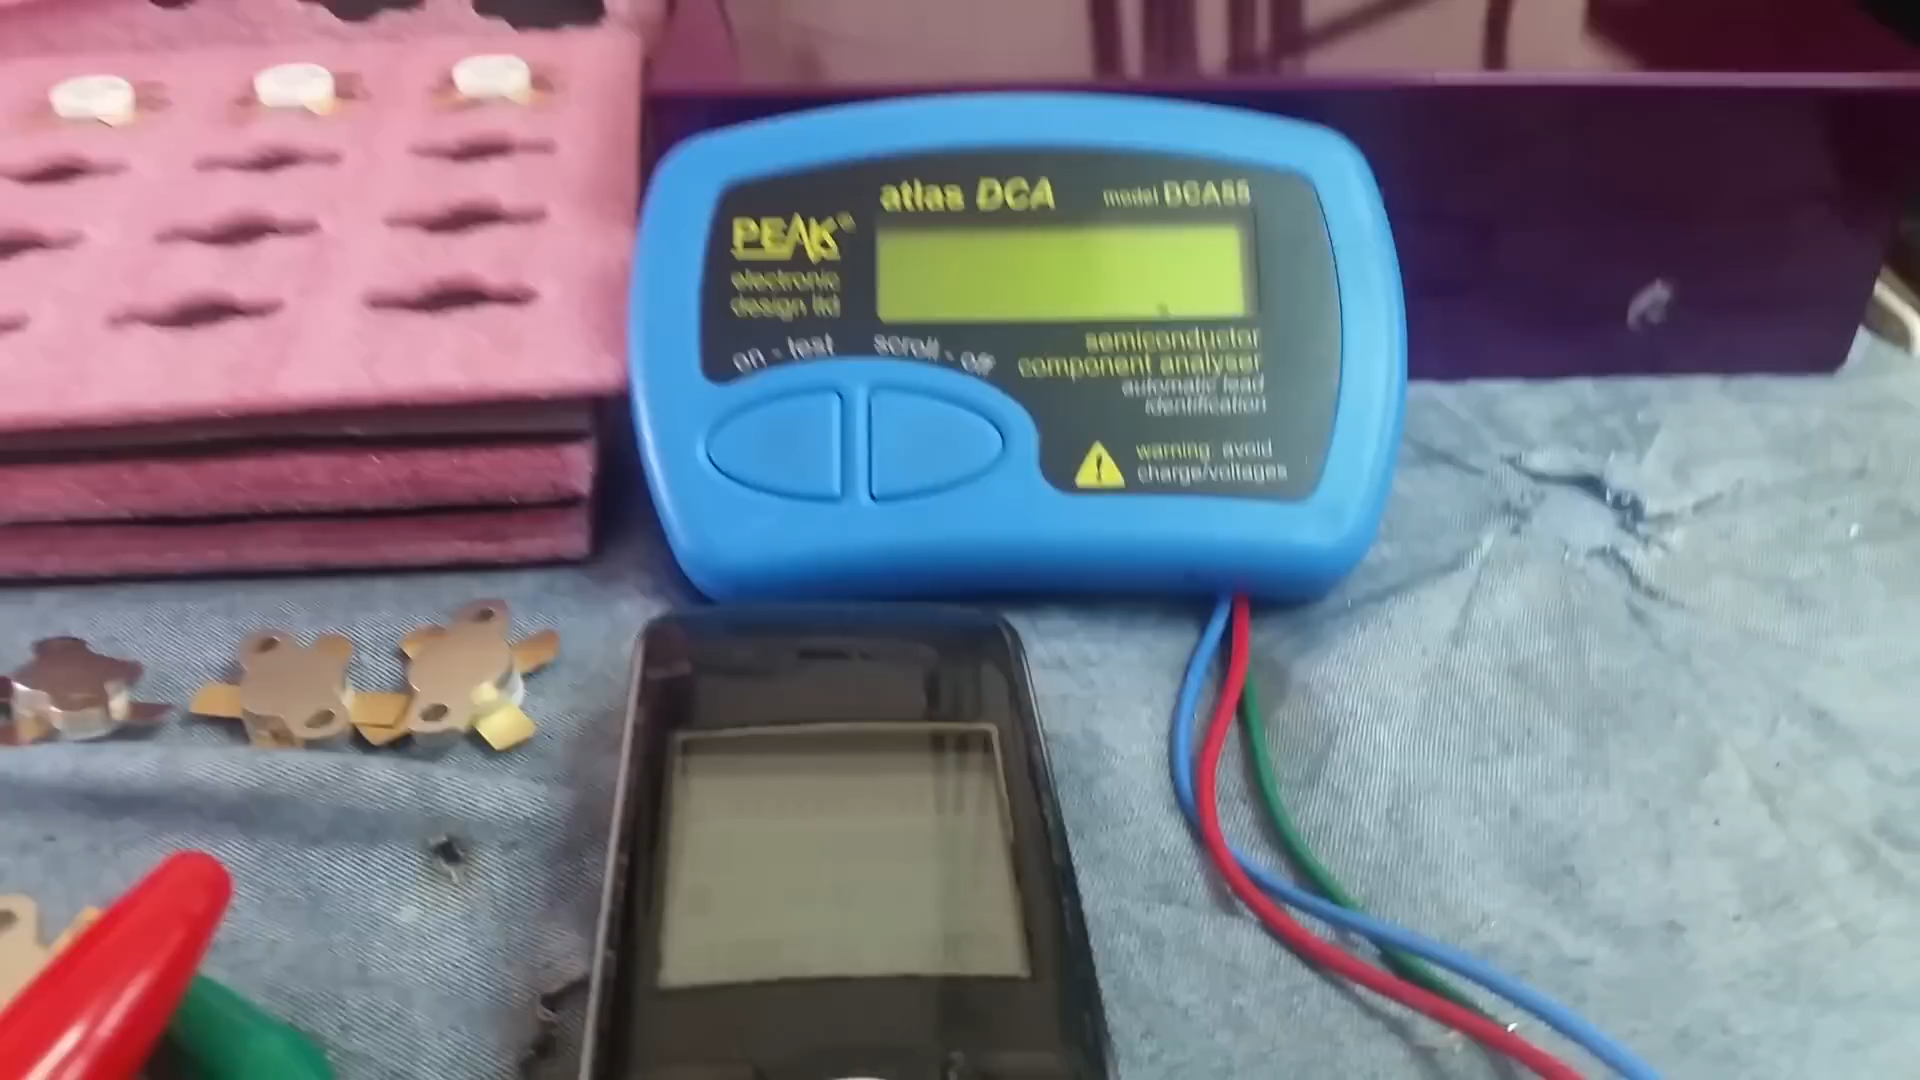 atlas DCA
model DCA55
PEAK®
electronic
design ltd
on - test
scroll - off
semiconductor
component analyser
automatic lead
identification
warning: avoid
charge/voltages